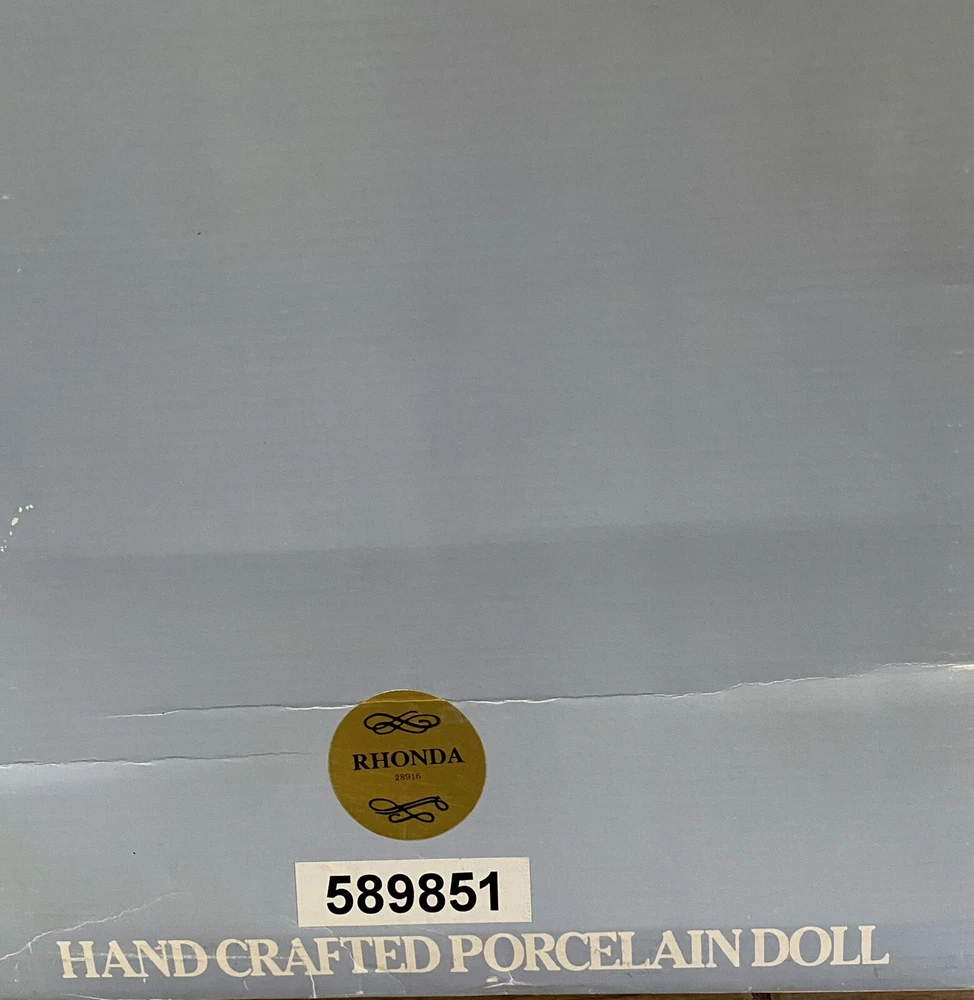 RHONDA
28916
589851
HAND CRAFTED PORCELAIN DOLL